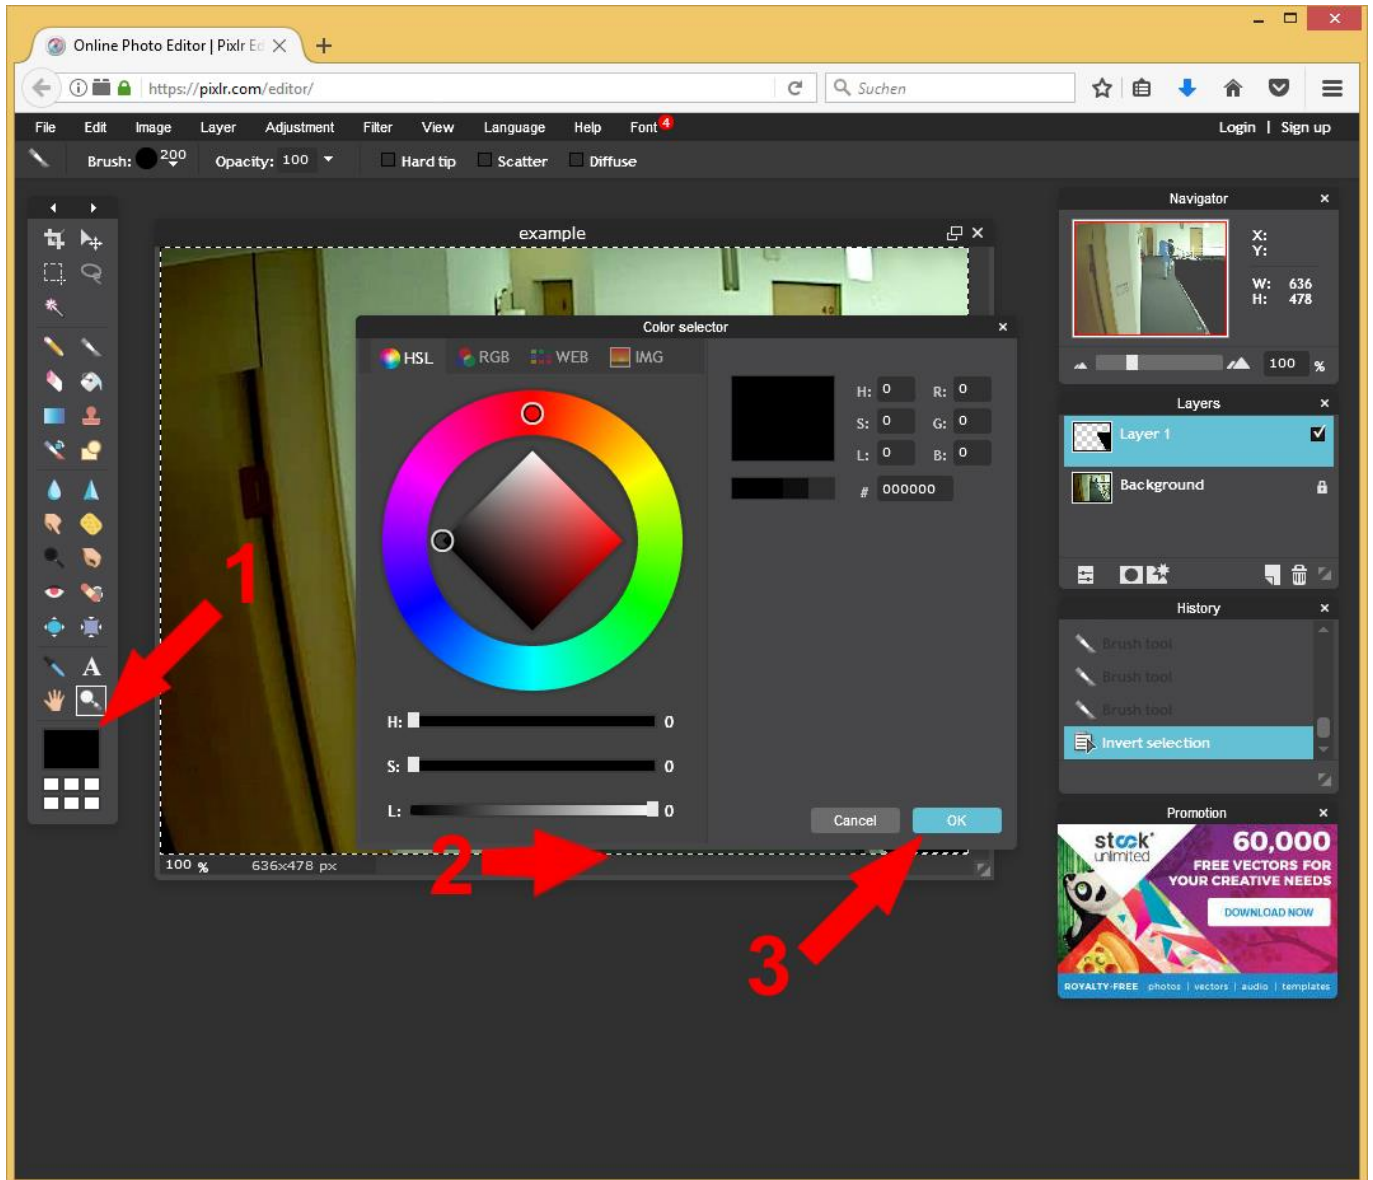 Online Photo Editor | Pixlr Ed
https://pixlr.com/editor/
Suchen
File Edit Image Layer Adjustment Filter View Language Help Font 4 Login | Sign up
Brush: 200 Opacity: 100 Hard tip Scatter Diffuse
example
Navigator
X:
Y:
W: 636
H: 478
100 %
Color selector
HSL RGB WEB IMG
H: 0 R: 0
S: 0 G: 0
L: 0 B: 0
# 000000
H: 0
S: 0
L: 0
Cancel OK
100 % 636x478 px
1
2
3
Layers
Layer 1
Background
History
Brush tool
Brush tool
Brush tool
Invert selection
Promotion
stock
unlimited
60,000
FREE VECTORS FOR
YOUR CREATIVE NEEDS
DOWNLOAD NOW
ROYALTY-FREE photos | vectors | audio | templates